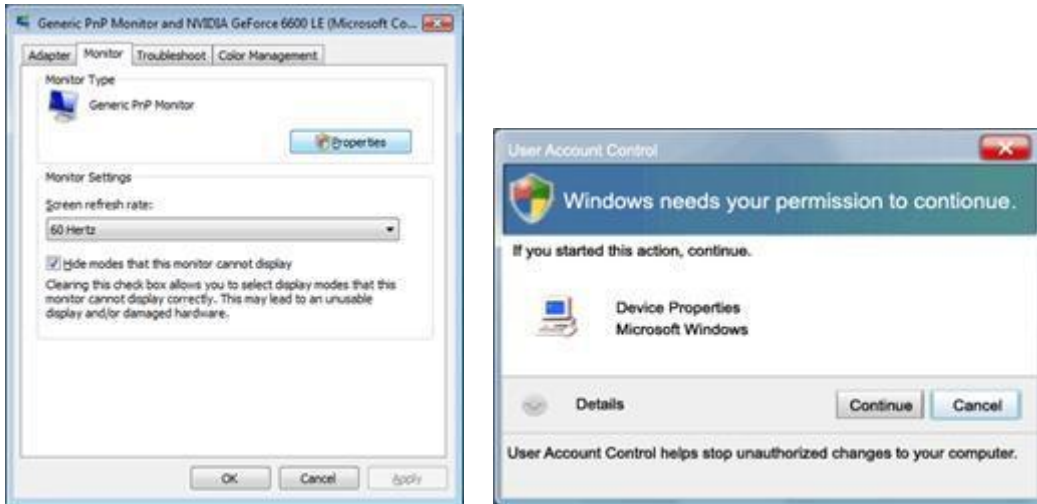 Generic PnP Monitor and NVIDIA GeForce 6600 LE (Microsoft Co...
Adapter Monitor Troubleshoot Color Management
Monitor Type
Generic PnP Monitor
Properties
Monitor Settings
Screen refresh rate:
60 Hertz
Hide modes that this monitor cannot display
Clearing this check box allows you to select display modes that this
monitor cannot display correctly. This may lead to an unusable
display and/or damaged hardware.
OK Cancel Apply
User Account Control
Windows needs your permission to contionue.
If you started this action, continue.
Device Properties
Microsoft Windows
Details Continue Cancel
User Account Control helps stop unauthorized changes to your computer.